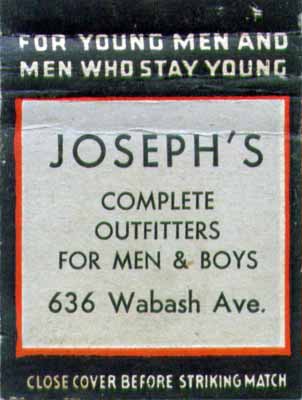 FOR YOUNG MEN AND
MEN WHO STAY YOUNG
JOSEPH'S
COMPLETE
OUTFITTERS
FOR MEN & BOYS
636 Wabash Ave.
CLOSE COVER BEFORE STRIKING MATCH